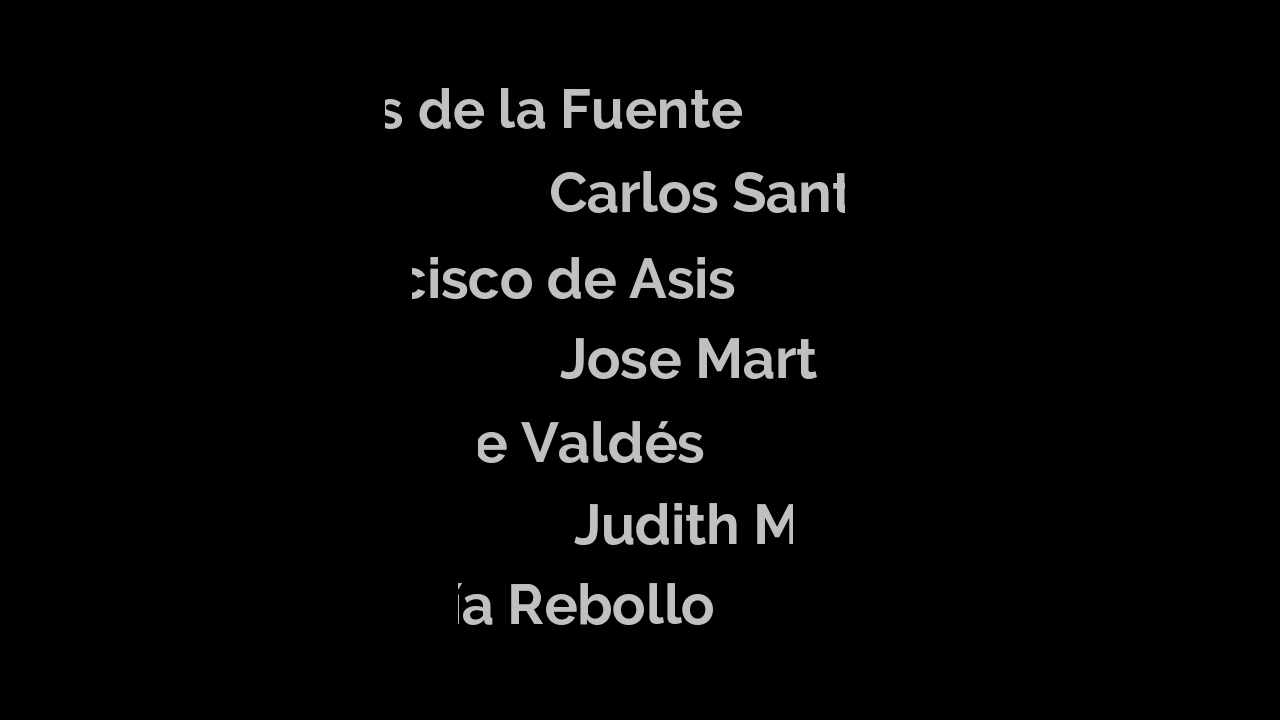 s de la Fuente
Carlos Sant
cisco de Asis
Jose Mart
e Valdés
Judith M
ía Rebollo